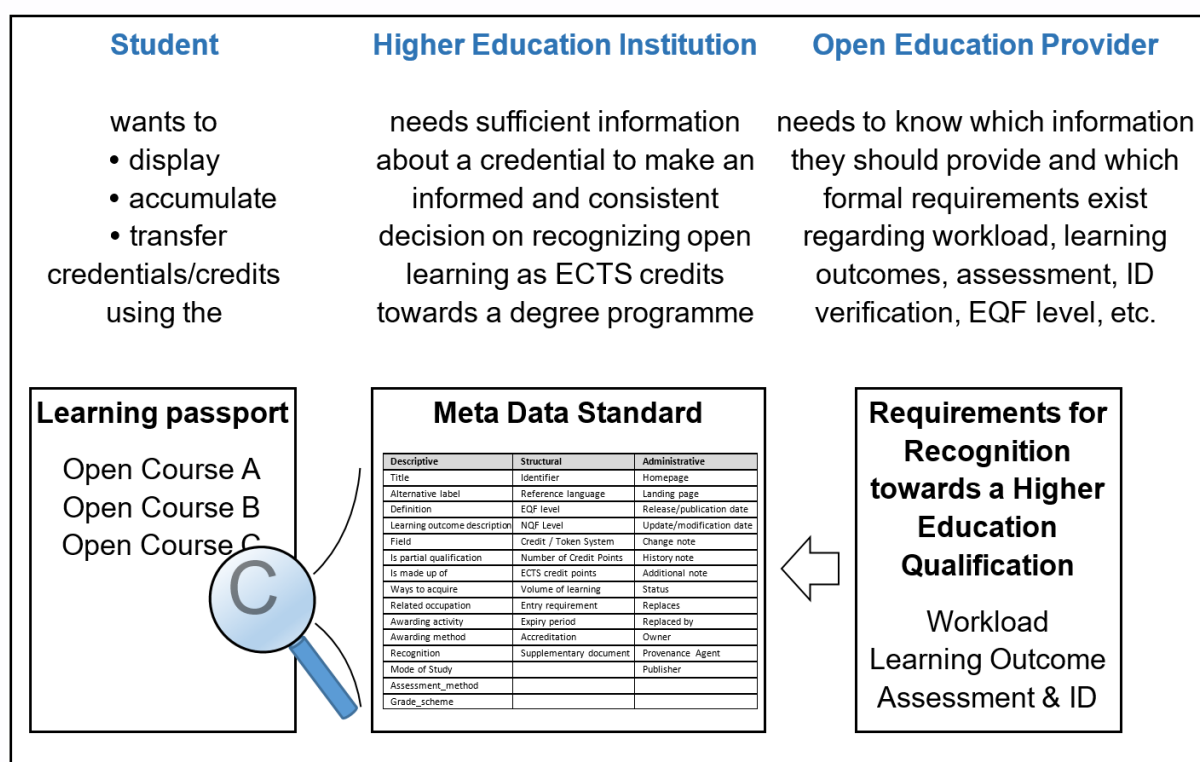 Student
wants to
• display
• accumulate
• transfer
credentials/credits
using the
Higher Education Institution
needs sufficient information
about a credential to make an
informed and consistent
decision on recognizing open
learning as ECTS credits
towards a degree programme
Open Education Provider
needs to know which information
they should provide and which
formal requirements exist
regarding workload, learning
outcomes, assessment, ID
verification, EQF level, etc.
Learning passport
Open Course A
Open Course B
Open Course C
C
Meta Data Standard
Descriptive Structural Administrative
Title Identifier Homepage
Alternative label Reference language Landing page
Definition EQF level Release/publication date
Learning outcome description NQF Level Update/modification date
Field Credit / Token System Change note
Is partial qualification Number of Credit Points History note
Is made up of ECTS credit points Additional note
Ways to acquire Volume of learning Status
Related occupation Entry requirement Replaces
Awarding activity Expiry period Replaced by
Awarding method Accreditation Owner
Recognition Supplementary document Provenance Agent
Mode of Study Publisher
Assessment_method
Grade_scheme
Requirements for
Recognition
towards a Higher
Education
Qualification
Workload
Learning Outcome
Assessment & ID